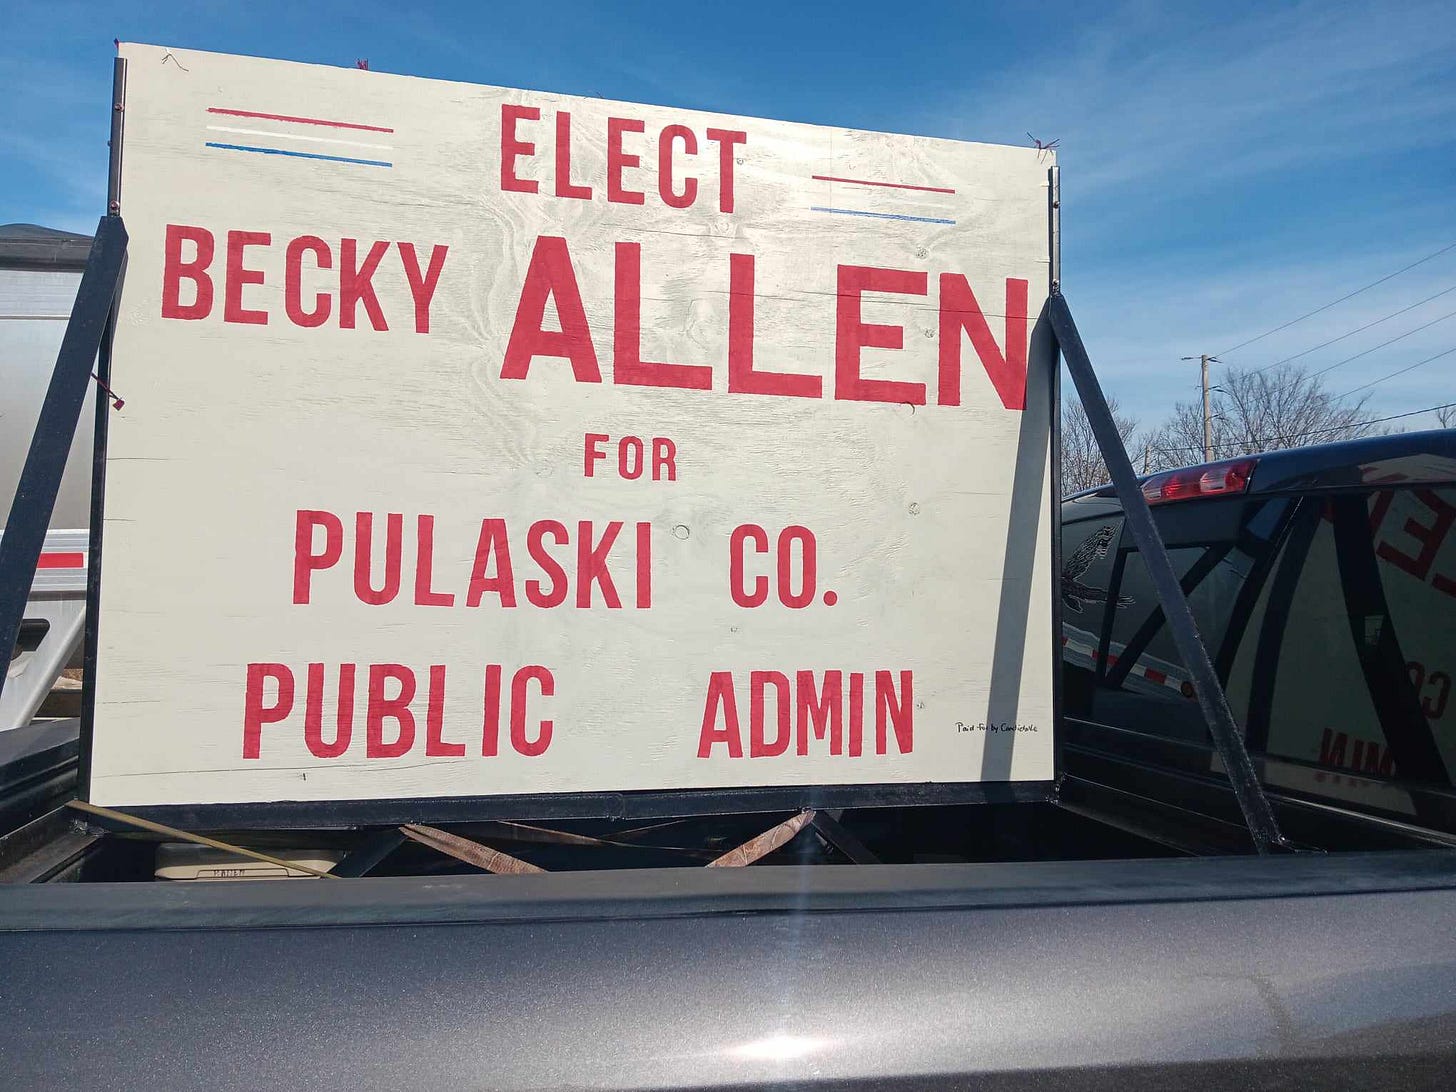 ELECT
BECKY ALLEN
FOR
PULASKI CO.
PUBLIC ADMIN
Paid for by Candidate